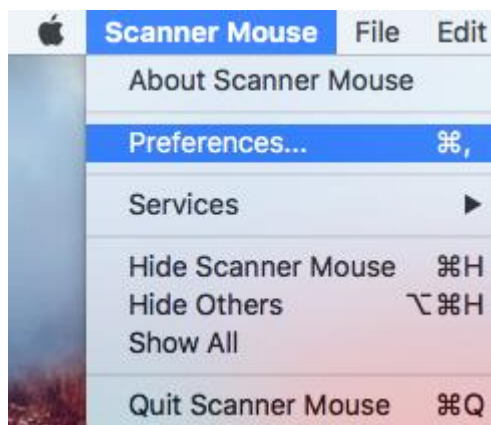 Scanner Mouse File Edit
About Scanner Mouse
Preferences... ⌘,
Services ▶
Hide Scanner Mouse ⌘H
Hide Others ⌥⌘H
Show All
Quit Scanner Mouse ⌘Q